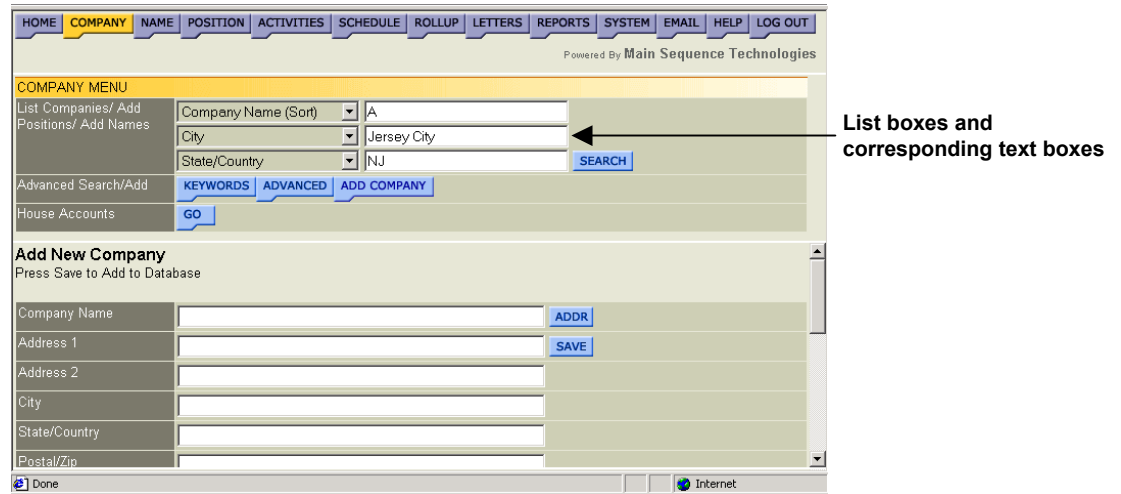 HOME COMPANY NAME POSITION ACTIVITIES SCHEDULE ROLLUP LETTERS REPORTS SYSTEM EMAIL HELP LOG OUT
Powered By Main Sequence Technologies
COMPANY MENU
List Companies/ Add
Positions/ Add Names
Company Name (Sort) A
City Jersey City
State/Country NJ SEARCH
List boxes and
corresponding text boxes
Advanced Search/Add KEYWORDS ADVANCED ADD COMPANY
House Accounts GO
Add New Company
Press Save to Add to Database
Company Name ADDR
Address 1 SAVE
Address 2
City
State/Country
Postal/Zip
Done Internet